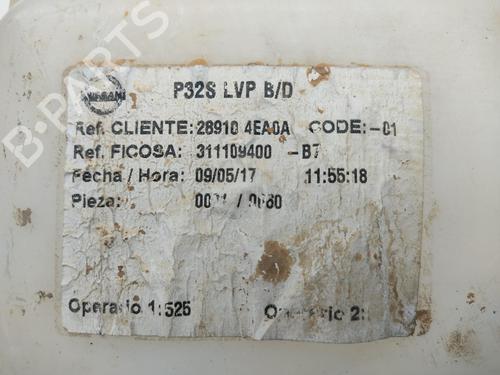 B-PARTS
NISSAN
P32S LVP B/D
Ref. CLIENTE: 28910 4EA0A CODE:-01
Ref. FICOSA: 311109400 -B7
Fecha / Hora: 09/05/17 11:55:18
Pieza: / 0060
Operario 1: 525 Operario 2: